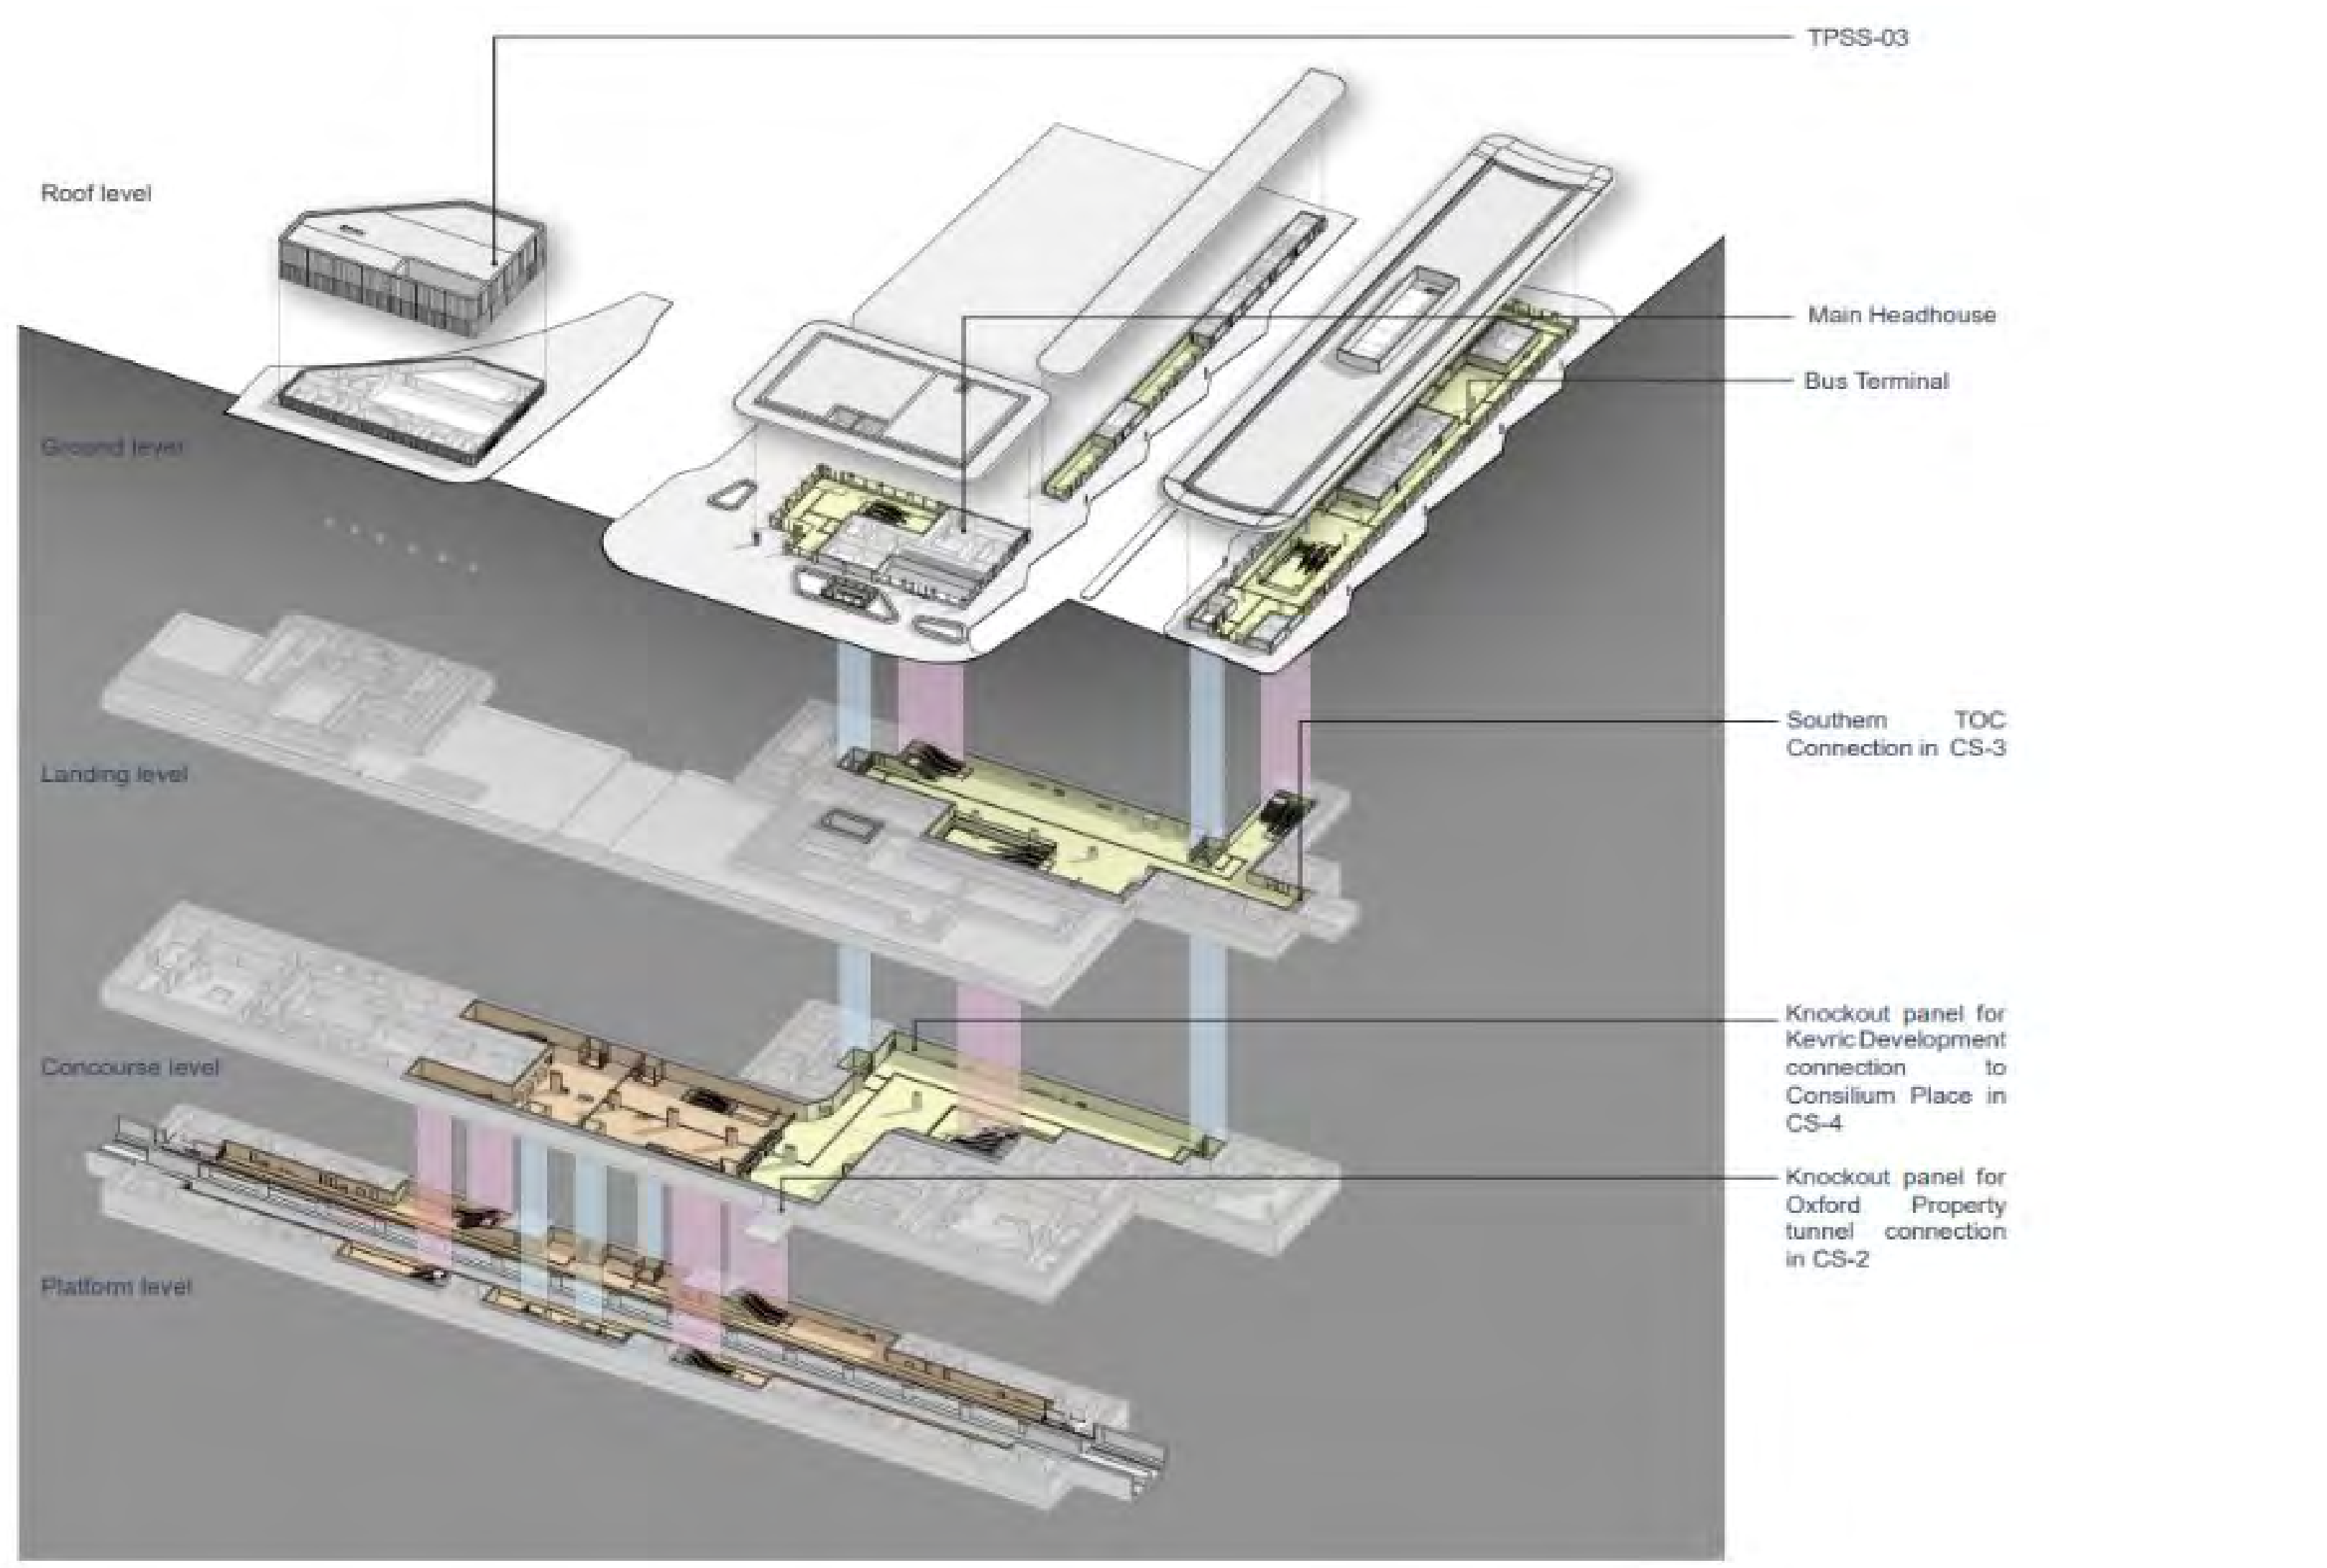 TPSS-03
Roof level
Main Headhouse
Bus Terminal
Ground level
Southern TOC
Connection in CS-3
Landing level
Knockout panel for
Kevric Development
connection to
Consilium Place in
CS-4
Concourse level
Knockout panel for
Oxford Property
tunnel connection
in CS-2
Platform level